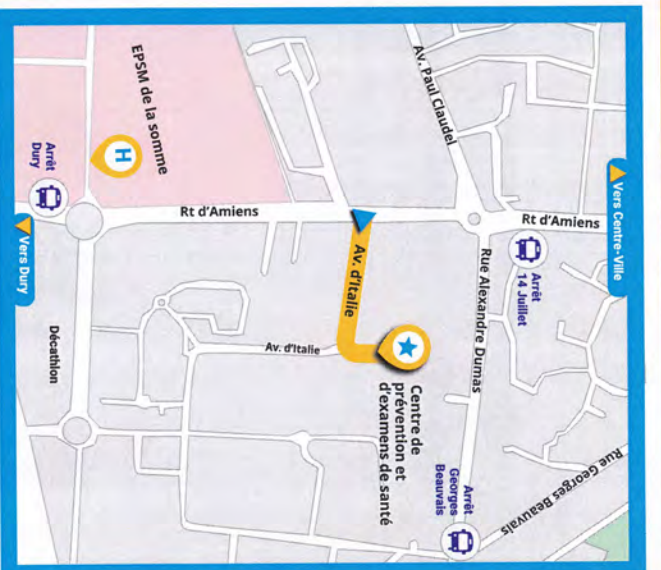 Vers Centre-Ville
Rt d'Amiens
Arrêt
14 Juillet
Rue Georges Beauvais
Av. Paul Claudel
Rue Alexandre Dumas
Arrêt
Georges
Beauvais
Centre de
prévention et
d'examens de santé
Av. d'Italie
Av. d'Italie
Rt d'Amiens
EPSM de la somme
H
Arrêt
Dury
Vers Dury
Décathlon